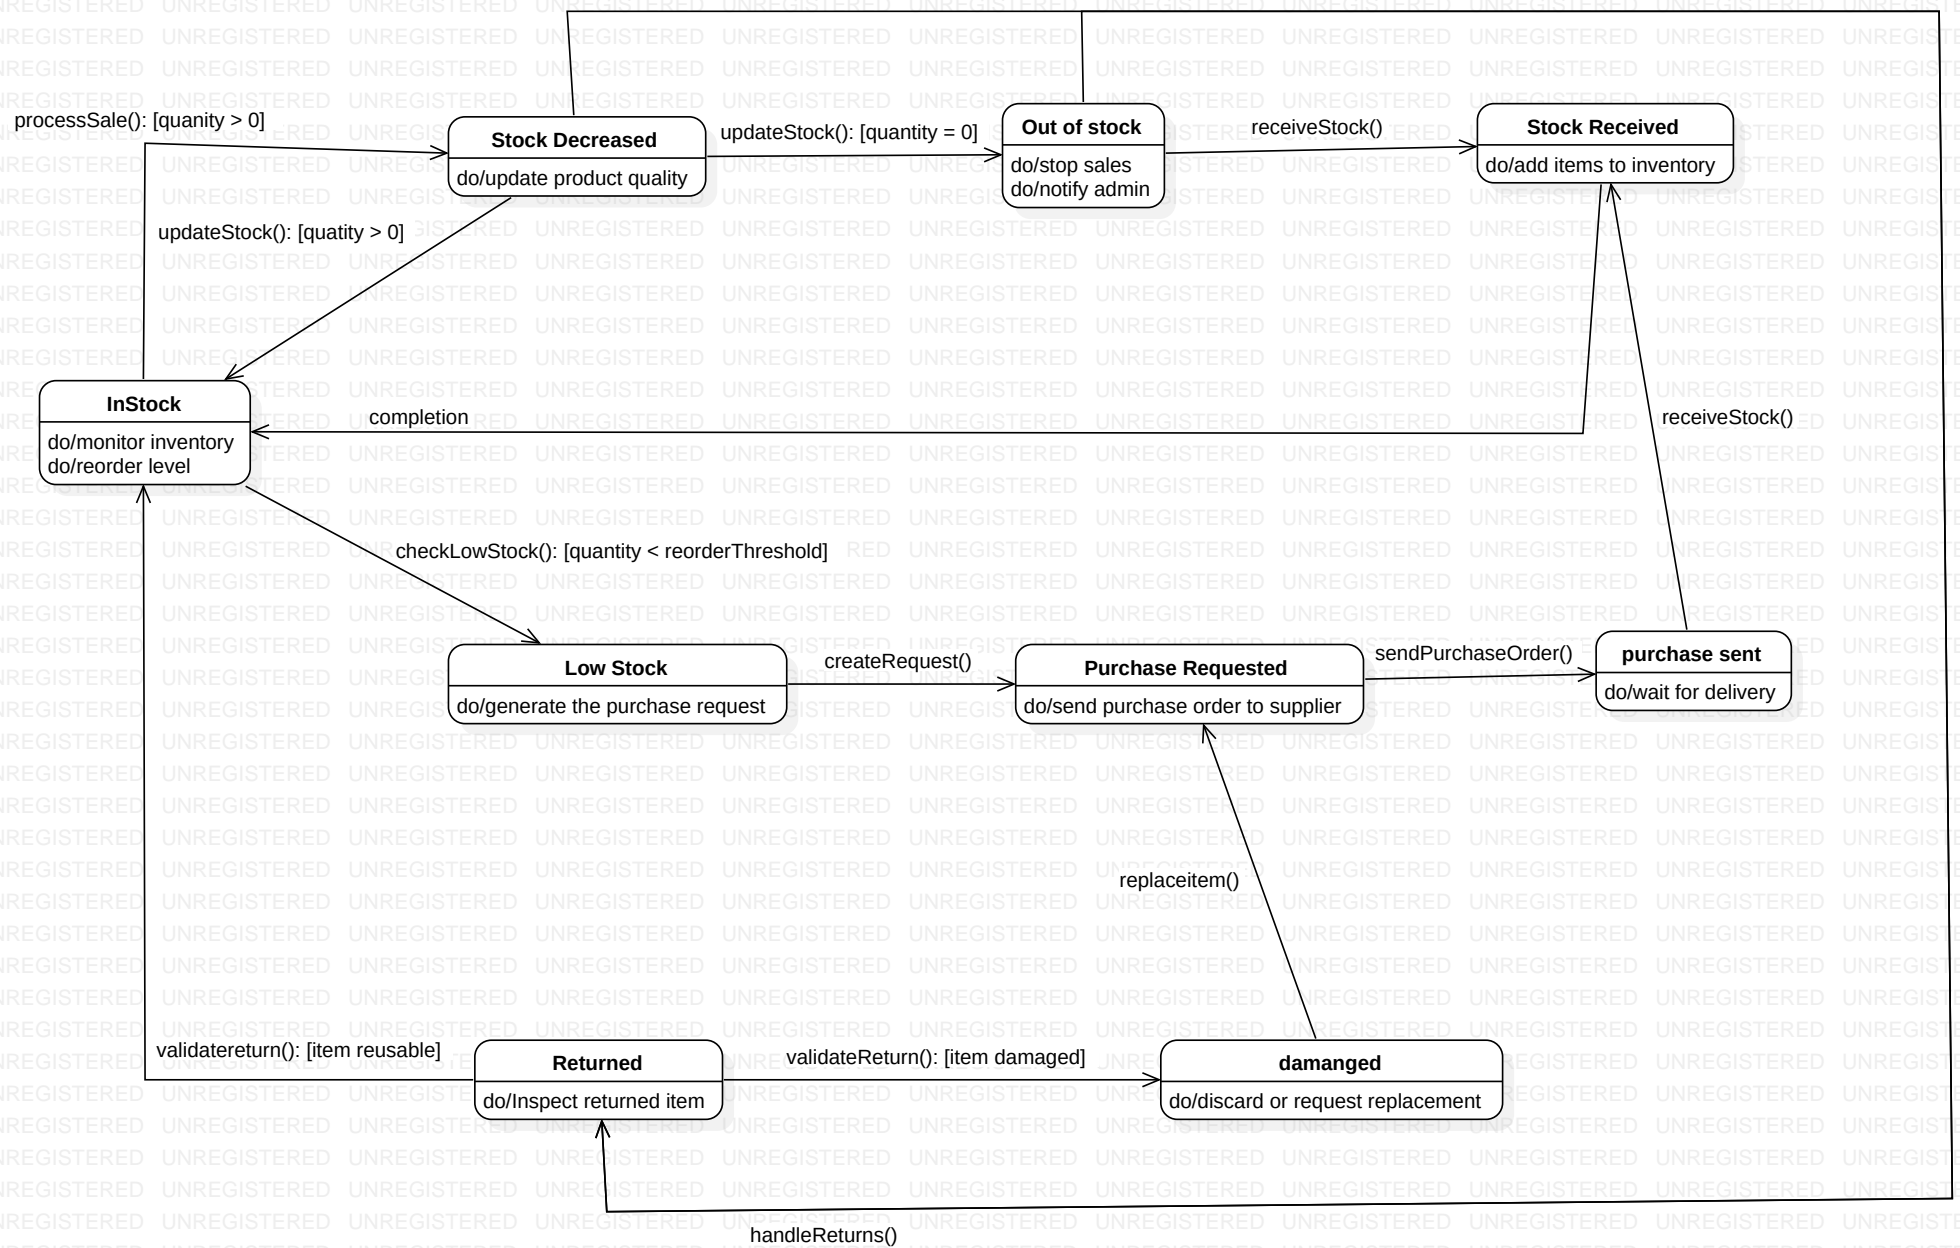 processSale(): [quanity > 0]
Stock Decreased
do/update product quality
updateStock(): [quantity = 0]
Out of stock
do/stop sales
do/notify admin
receiveStock()
Stock Received
do/add items to inventory
updateStock(): [quatity > 0]
InStock
do/monitor inventory
do/reorder level
completion
receiveStock()
checkLowStock(): [quantity < reorderThreshold]
Low Stock
do/generate the purchase request
createRequest()
Purchase Requested
do/send purchase order to supplier
sendPurchaseOrder()
purchase sent
do/wait for delivery
replaceitem()
validatereturn(): [item reusable]
Returned
do/Inspect returned item
validateReturn(): [item damaged]
damanged
do/discard or request replacement
handleReturns()
UNREGISTERED